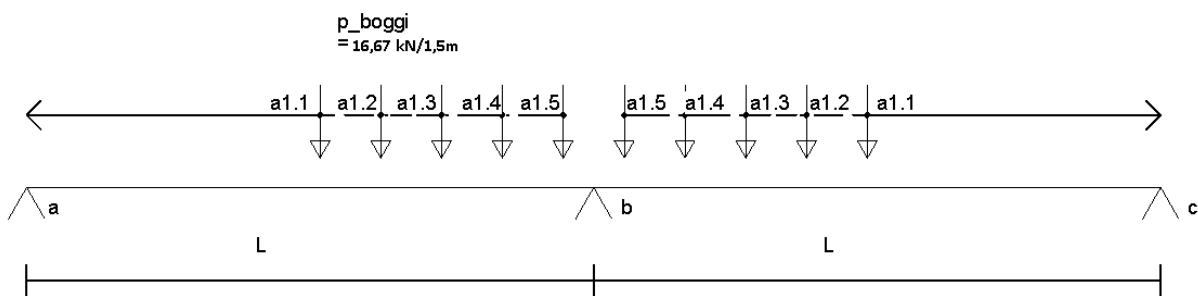 p_boggi
= 16,67 kN/1,5m
a1.1 a1.2 a1.3 a1.4 a1.5 a1.5 a1.4 a1.3 a1.2 a1.1
a b c
L L